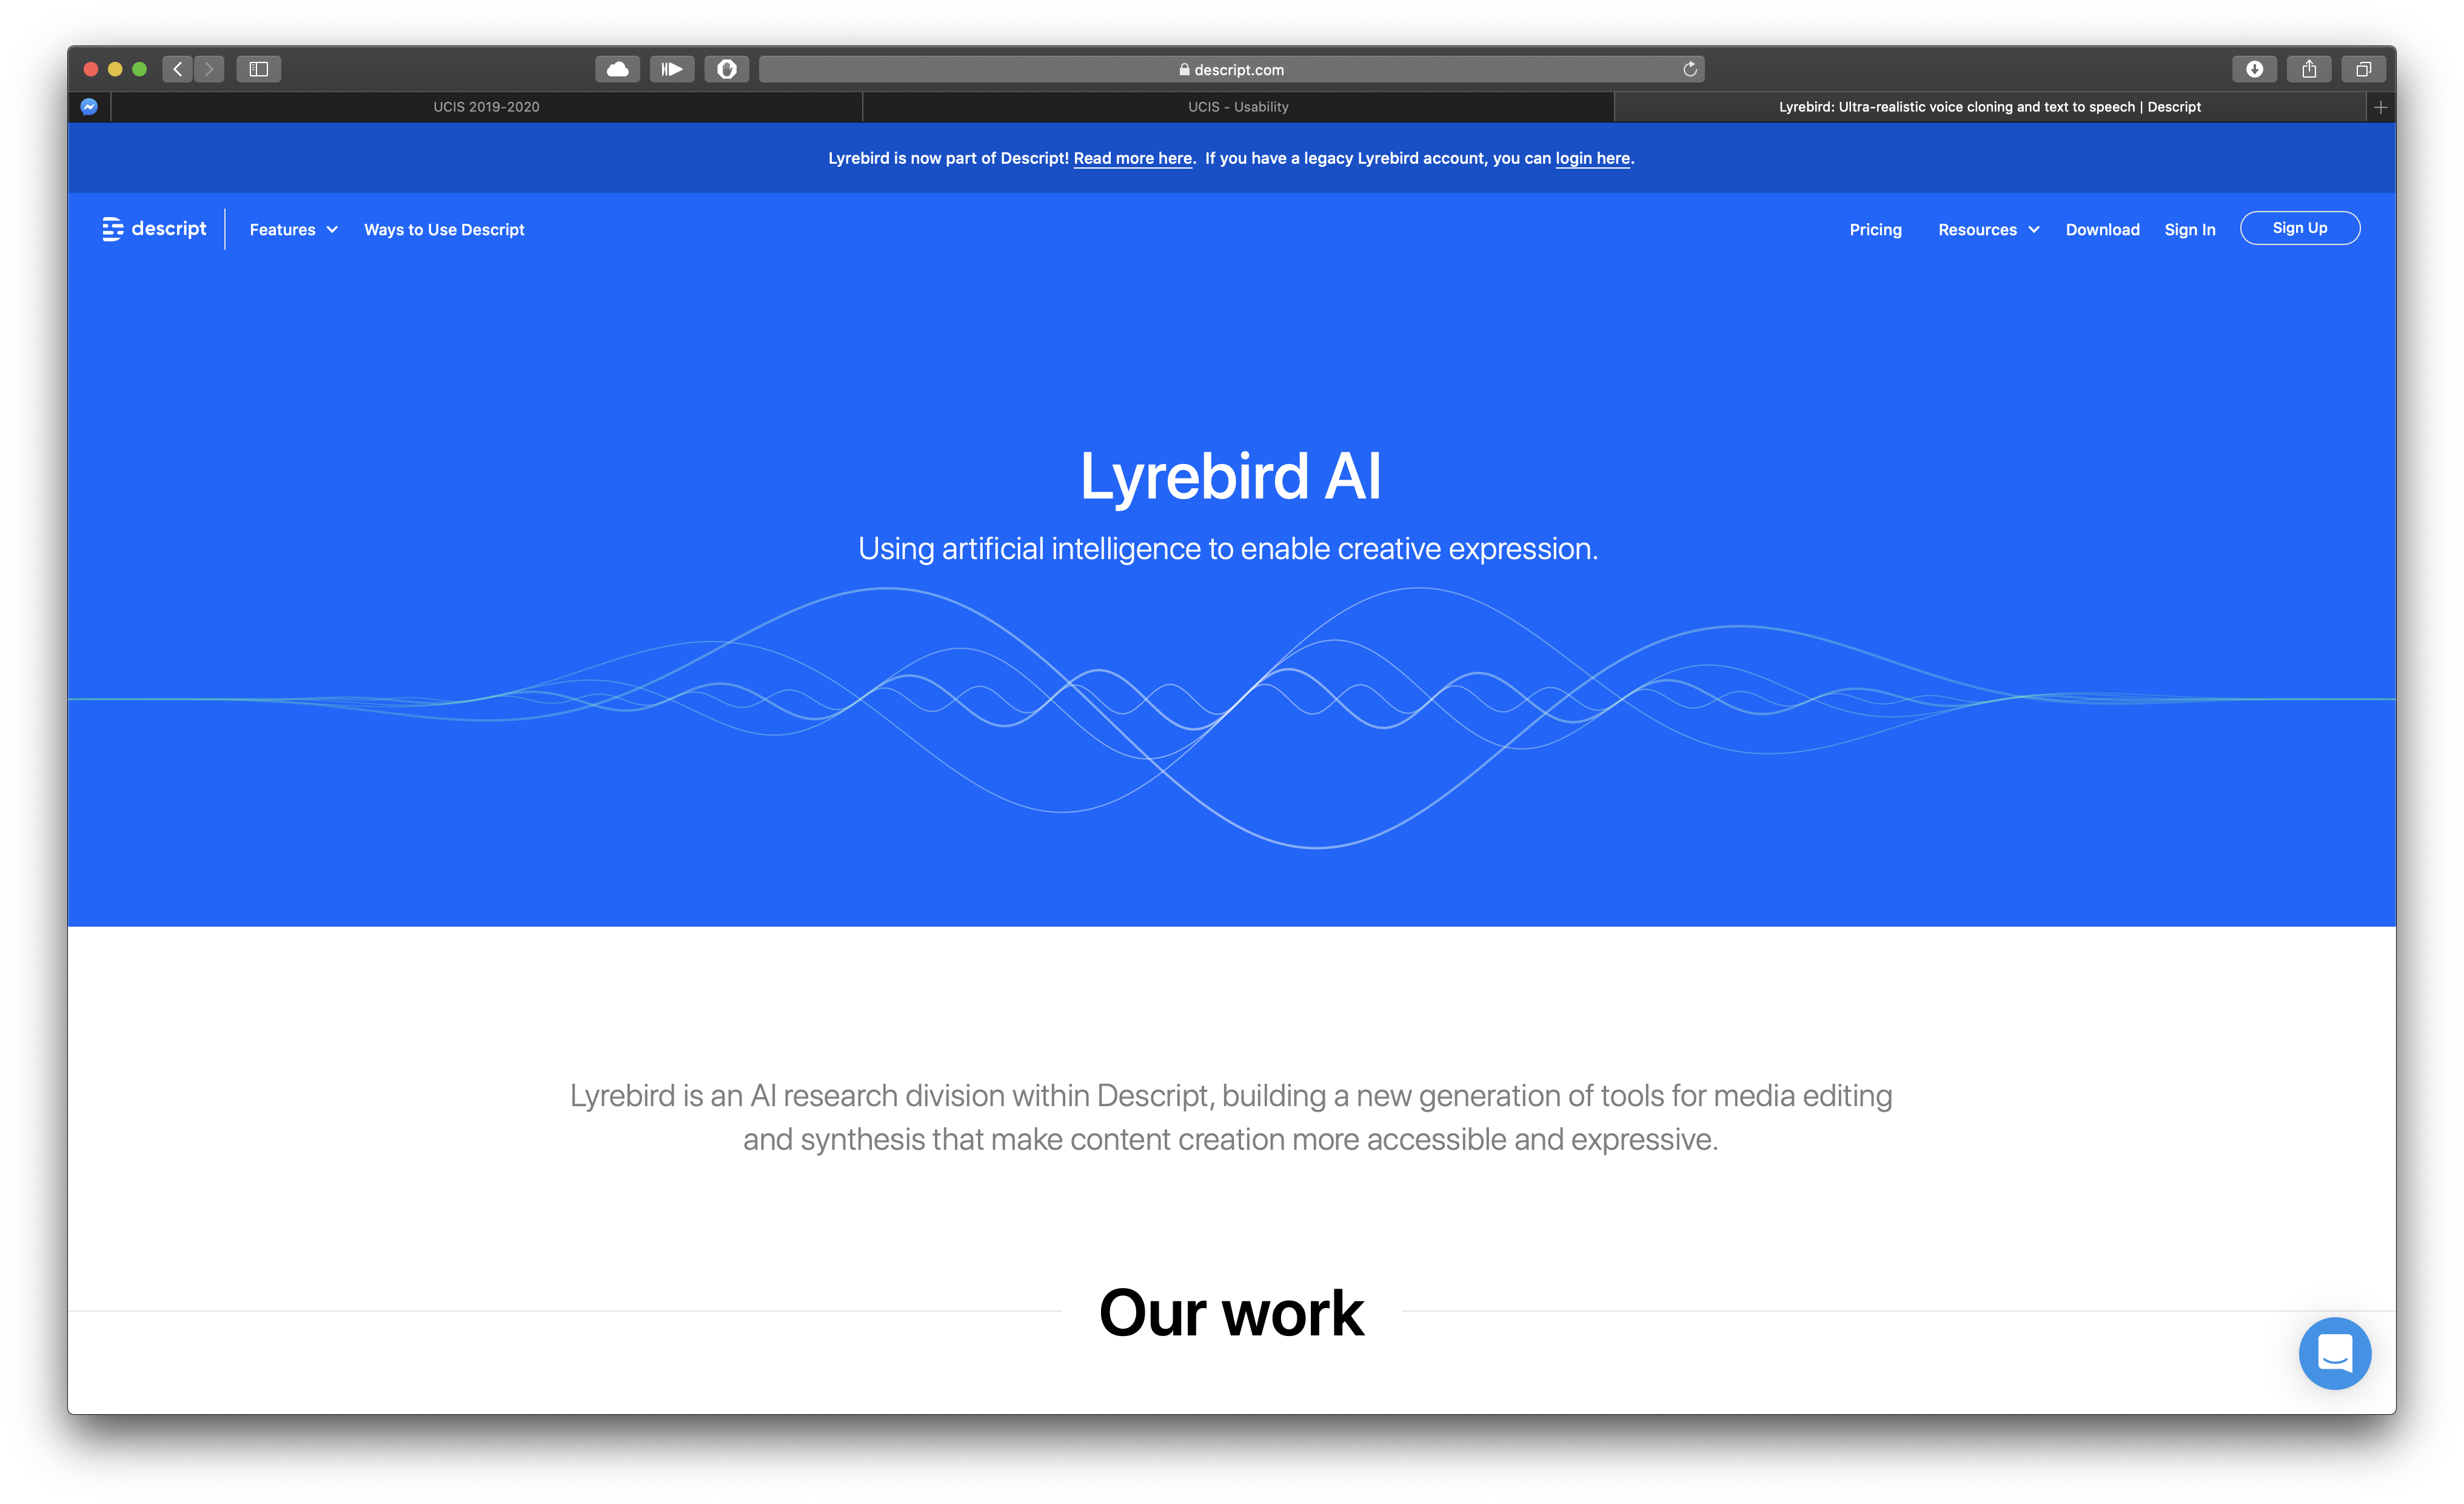 descript.com
UCIS 2019-2020
UCIS - Usability
Lyrebird: Ultra-realistic voice cloning and text to speech | Descript
Lyrebird is now part of Descript! Read more here. If you have a legacy Lyrebird account, you can login here.
descript
Features
Ways to Use Descript
Pricing
Resources
Download
Sign In
Sign Up
Lyrebird AI
Using artificial intelligence to enable creative expression.
Lyrebird is an AI research division within Descript, building a new generation of tools for media editing
and synthesis that make content creation more accessible and expressive.
Our work